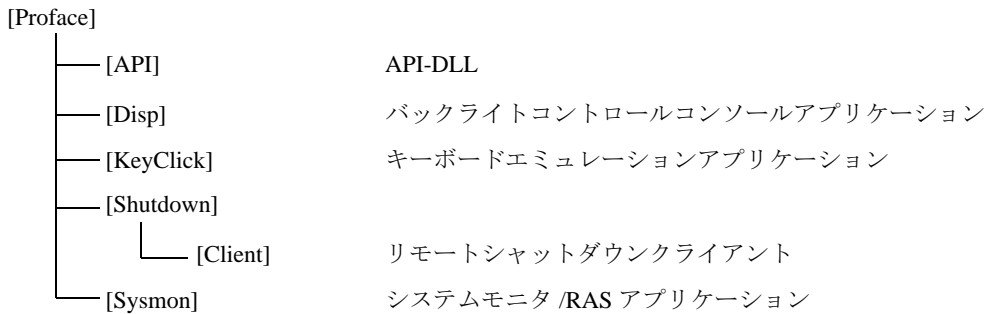 [Proface]
[API] API-DLL
[Disp] バックライトコントロールコンソールアプリケーション
[KeyClick] キーボードエミュレーションアプリケーション
[Shutdown]
[Client] リモートシャットダウンクライアント
[Sysmon] システムモニタ /RAS アプリケーション